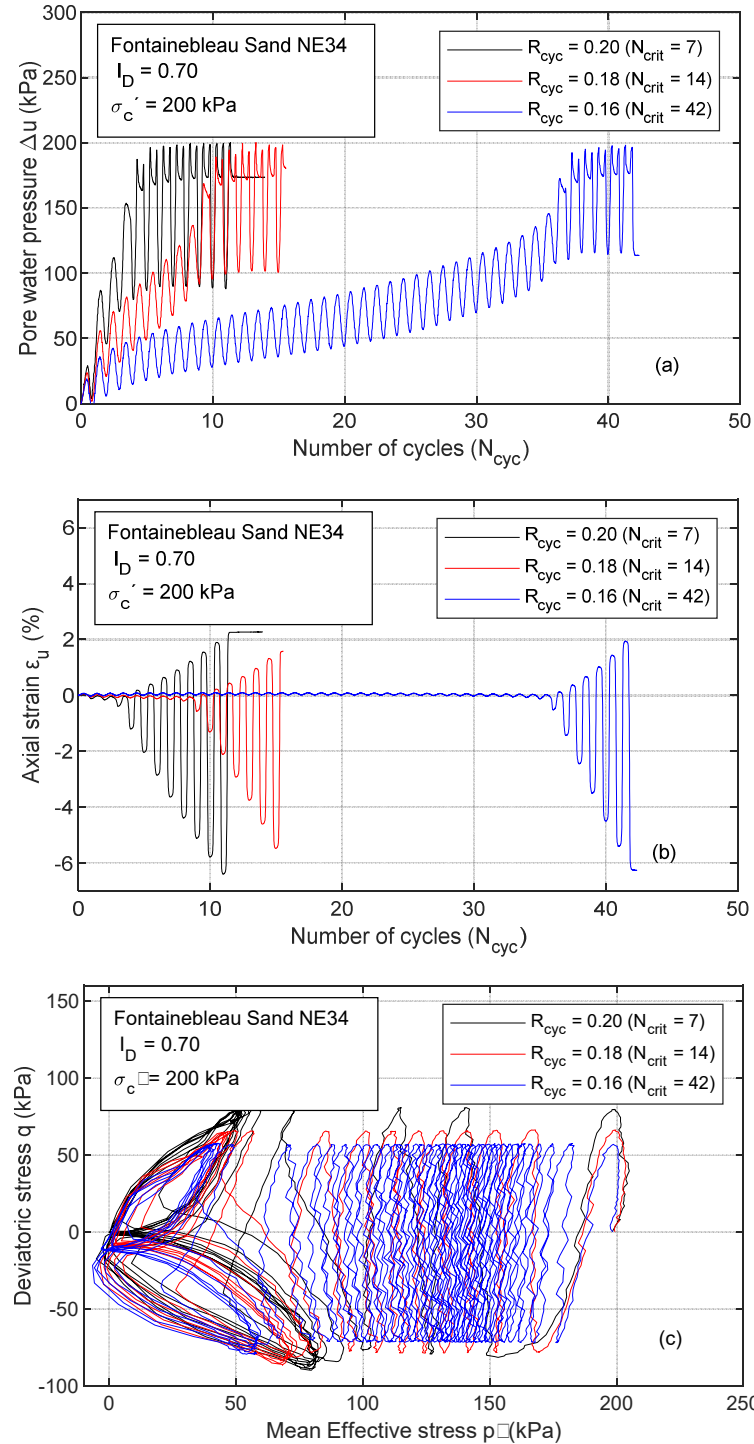 300
250
200
150
100
50
0
Pore water pressure Δu (kPa)
Fontainebleau Sand NE34
I_D = 0.70
σ_c´ = 200 kPa
R_cyc = 0.20 (N_crit = 7)
R_cyc = 0.18 (N_crit = 14)
R_cyc = 0.16 (N_crit = 42)
(a)
0 10 20 30 40 50
Number of cycles (N_cyc)
6
4
2
0
-2
-4
-6
Axial strain ε_u (%)
Fontainebleau Sand NE34
I_D = 0.70
σ_c´ = 200 kPa
R_cyc = 0.20 (N_crit = 7)
R_cyc = 0.18 (N_crit = 14)
R_cyc = 0.16 (N_crit = 42)
(b)
0 10 20 30 40 50
Number of cycles (N_cyc)
150
100
50
0
-50
-100
Deviatoric stress q (kPa)
Fontainebleau Sand NE34
I_D = 0.70
σ_c□= 200 kPa
R_cyc = 0.20 (N_crit = 7)
R_cyc = 0.18 (N_crit = 14)
R_cyc = 0.16 (N_crit = 42)
(c)
0 50 100 150 200 250
Mean Effective stress p□(kPa)